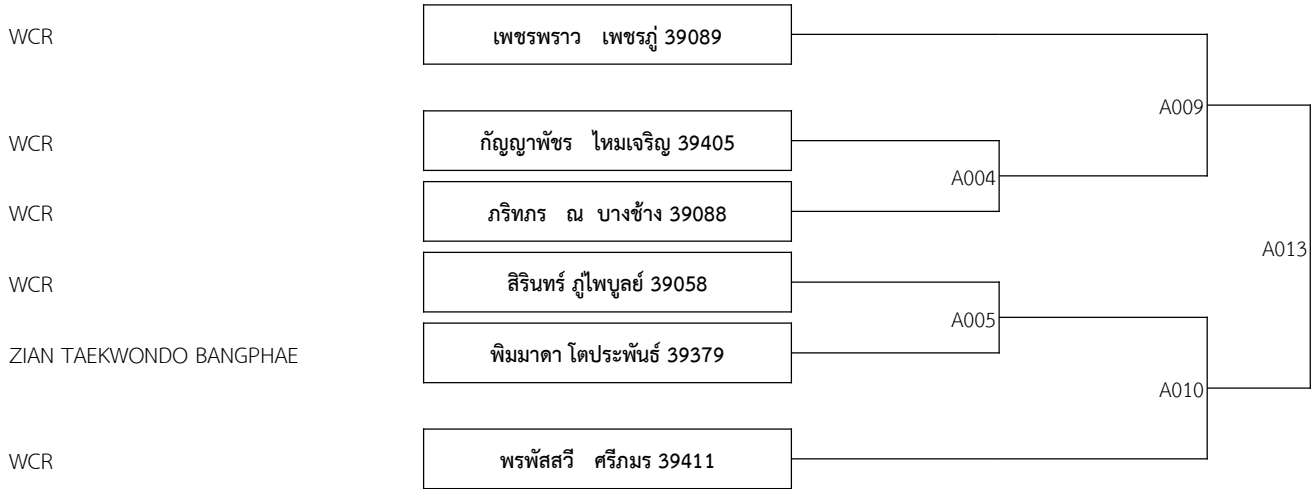 WCR
เพชรพราว เพชรภู่ 39089
A009
WCR
กัญญาพัชร ไหมเจริญ 39405
A004
WCR
ภริทภร ณ บางช้าง 39088
A013
WCR
สิรินทร์ ภู่ไพบูลย์ 39058
A005
ZIAN TAEKWONDO BANGPHAE
พิมมาดา โตประพันธ์ 39379
A010
WCR
พรพัสสวี ศรีภมร 39411